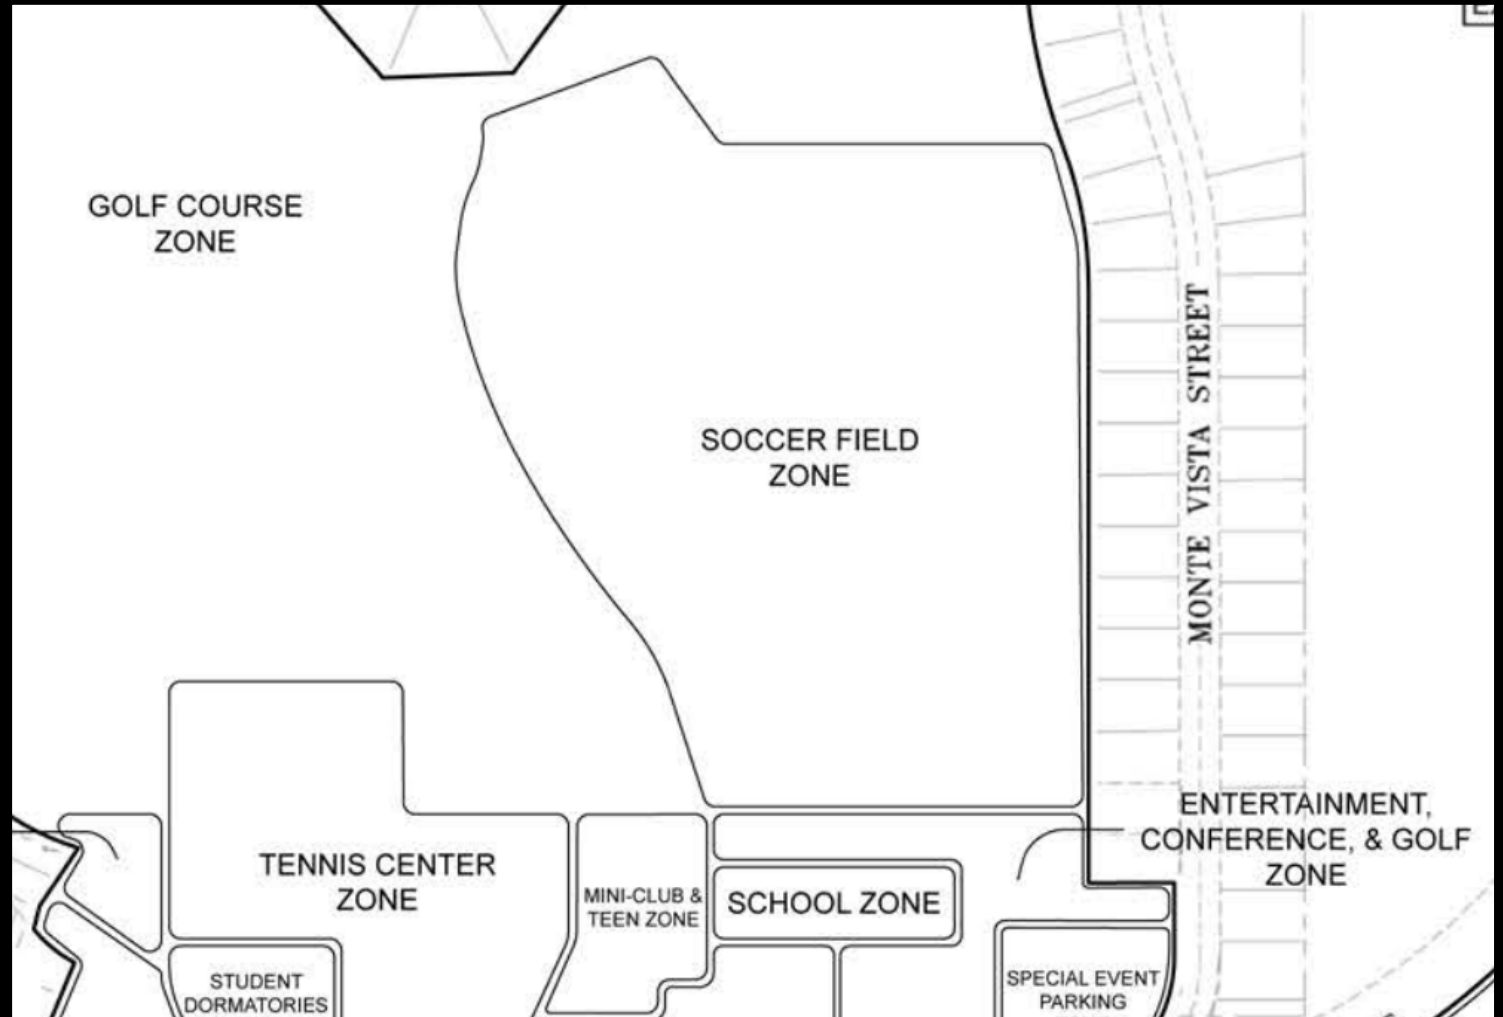 GOLF COURSE
ZONE
SOCCER FIELD
ZONE
MONTE VISTA STREET
ENTERTAINMENT,
CONFERENCE, & GOLF
ZONE
TENNIS CENTER
ZONE
MINI-CLUB &
TEEN ZONE
SCHOOL ZONE
STUDENT
DORMATORIES
SPECIAL EVENT
PARKING